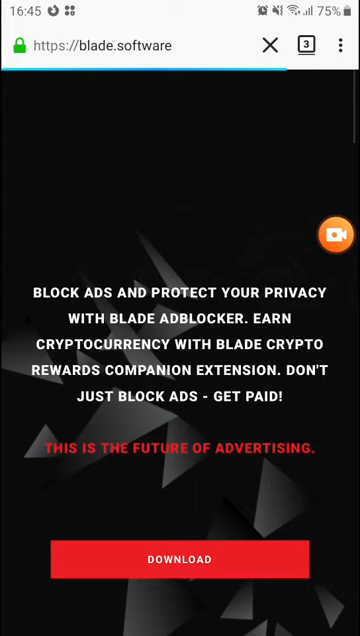 16:45 75%
https://blade.software 3
BLOCK ADS AND PROTECT YOUR PRIVACY
WITH BLADE ADBLOCKER. EARN
CRYPTOCURRENCY WITH BLADE CRYPTO
REWARDS COMPANION EXTENSION. DON'T
JUST BLOCK ADS - GET PAID!
THIS IS THE FUTURE OF ADVERTISING.
DOWNLOAD